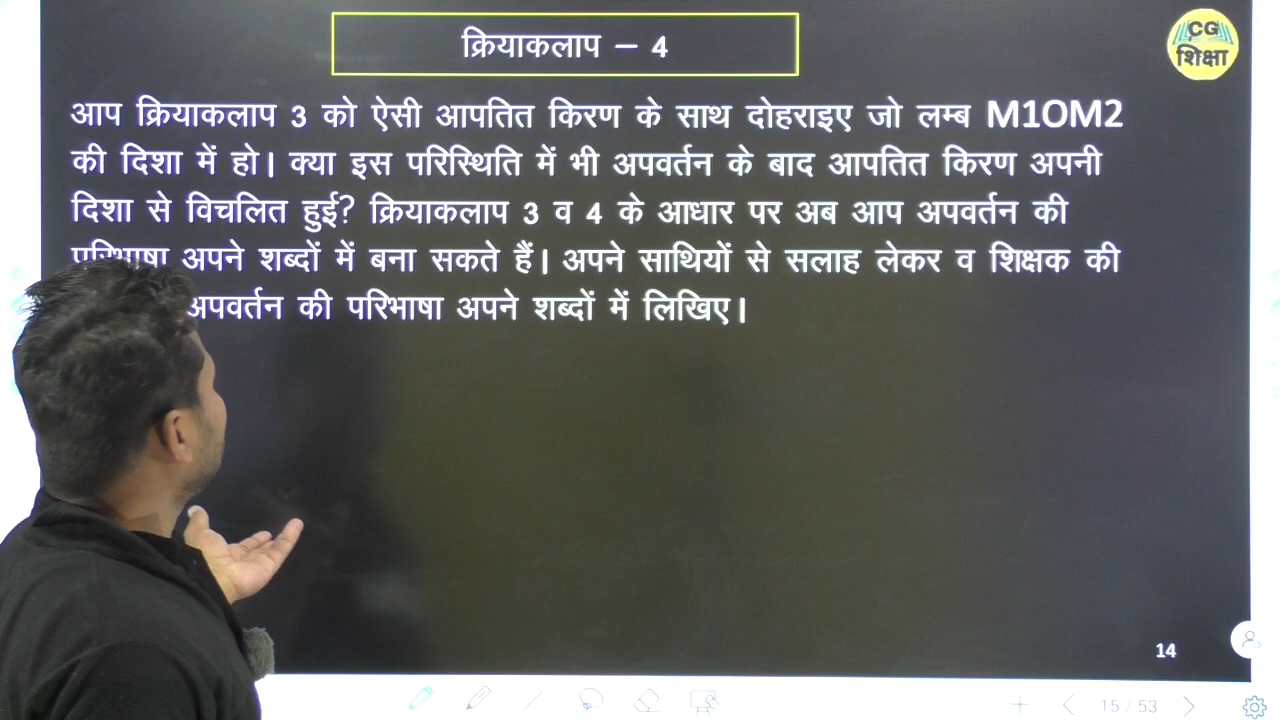 क्रियाकलाप – 4
CG
शिक्षा
आप क्रियाकलाप 3 को ऐसी आपतित किरण के साथ दोहराइए जो लम्ब M1OM2
की दिशा में हो। क्या इस परिस्थिति में भी अपवर्तन के बाद आपतित किरण अपनी
दिशा से विचलित हुई? क्रियाकलाप 3 व 4 के आधार पर अब आप अपवर्तन की
परिभाषा अपने शब्दों में बना सकते हैं। अपने साथियों से सलाह लेकर व शिक्षक की
अपवर्तन की परिभाषा अपने शब्दों में लिखिए।
14
15 / 53